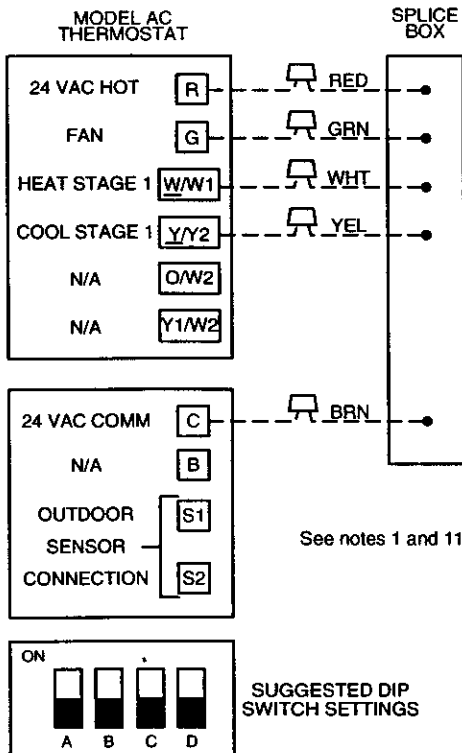 MODEL AC
THERMOSTAT
SPLICE
BOX
24 VAC HOT R RED
FAN G GRN
HEAT STAGE 1 W/W1 WHT
COOL STAGE 1 Y/Y2 YEL
N/A O/W2
N/A Y1/W2
24 VAC COMM C BRN
N/A B
OUTDOOR S1
SENSOR
CONNECTION S2
See notes 1 and 11
ON
A B C D
SUGGESTED DIP
SWITCH SETTINGS